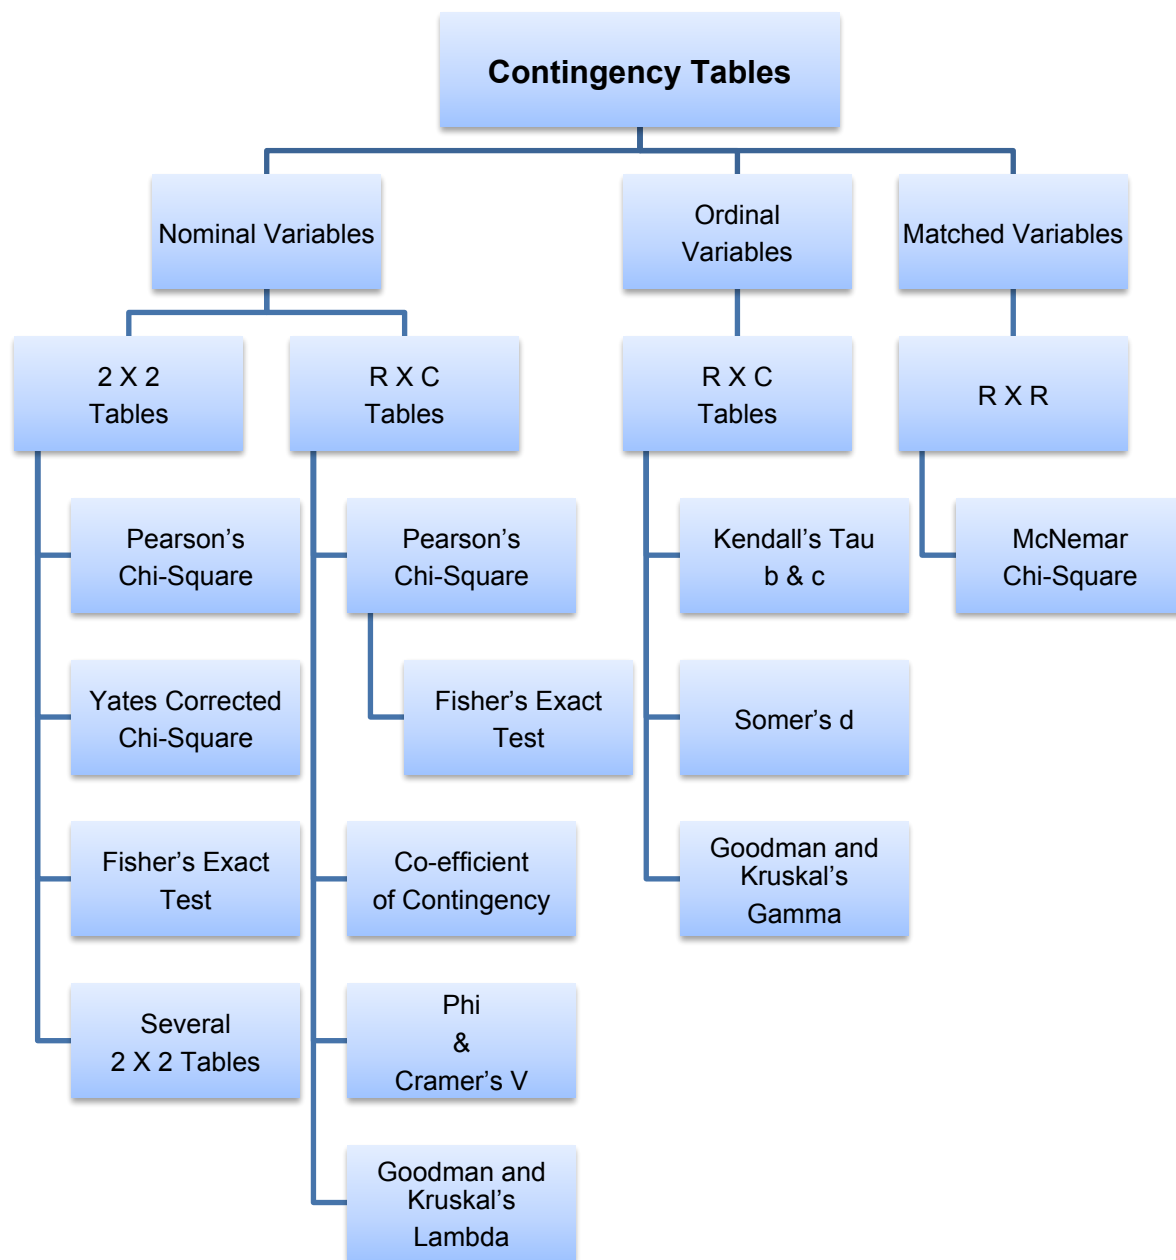 Contingency Tables
Nominal Variables
Ordinal
Variables
Matched Variables
2 X 2
Tables
R X C
Tables
R X C
Tables
R X R
Pearson’s
Chi-Square
Pearson’s
Chi-Square
Kendall’s Tau
b & c
McNemar
Chi-Square
Yates Corrected
Chi-Square
Fisher’s Exact
Test
Somer’s d
Fisher’s Exact
Test
Co-efficient
of Contingency
Goodman and
Kruskal’s
Gamma
Several
2 X 2 Tables
Phi
&
Cramer’s V
Goodman and
Kruskal’s
Lambda